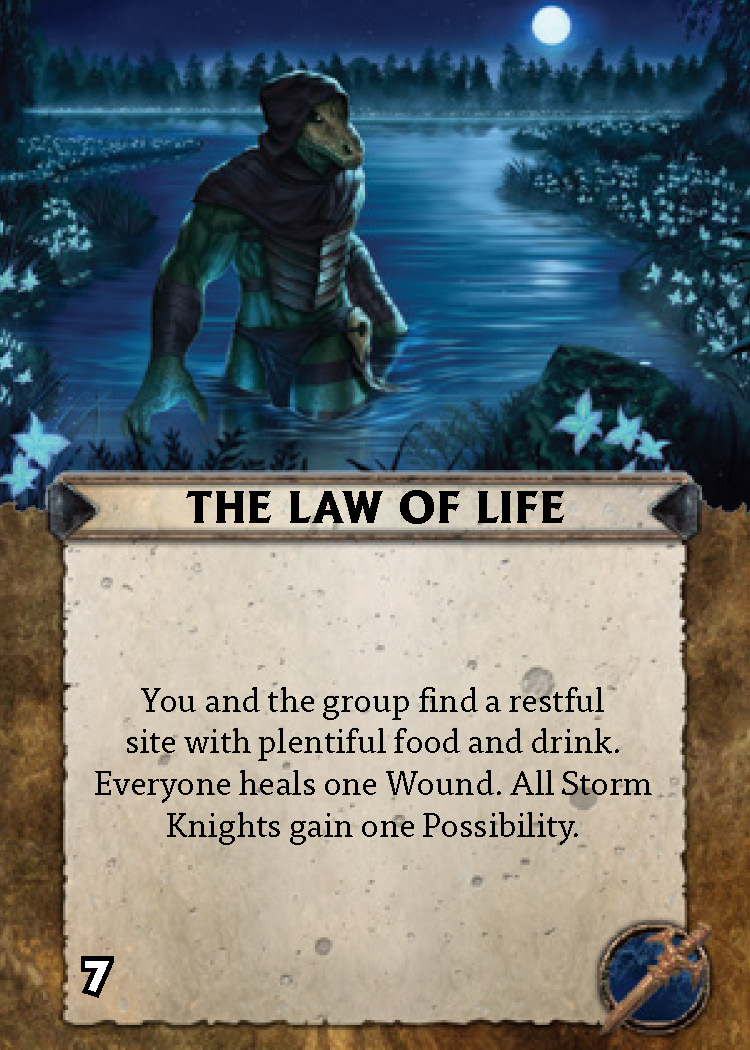 THE LAW OF LIFE
You and the group find a restful
site with plentiful food and drink.
Everyone heals one Wound. All Storm
Knights gain one Possibility.
7